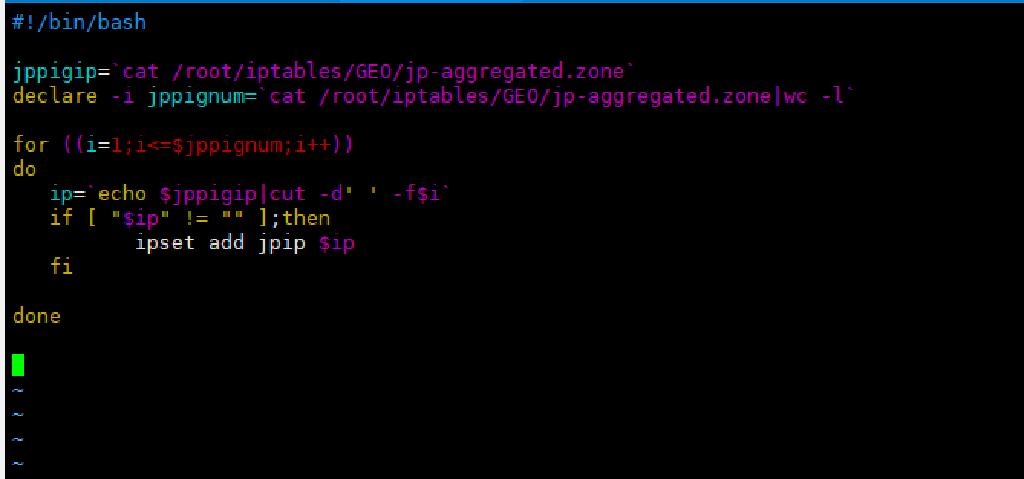 #!/bin/bash
jppigip=`cat /root/iptables/GEO/jp-aggregated.zone`
declare -i jppignum=`cat /root/iptables/GEO/jp-aggregated.zone|wc -l`
for ((i=1;i<=$jppignum;i++))
do
ip=`echo $jppigip|cut -d' ' -f$i`
if [ "$ip" != "" ];then
ipset add jpip $ip
fi
done
~
~
~
~